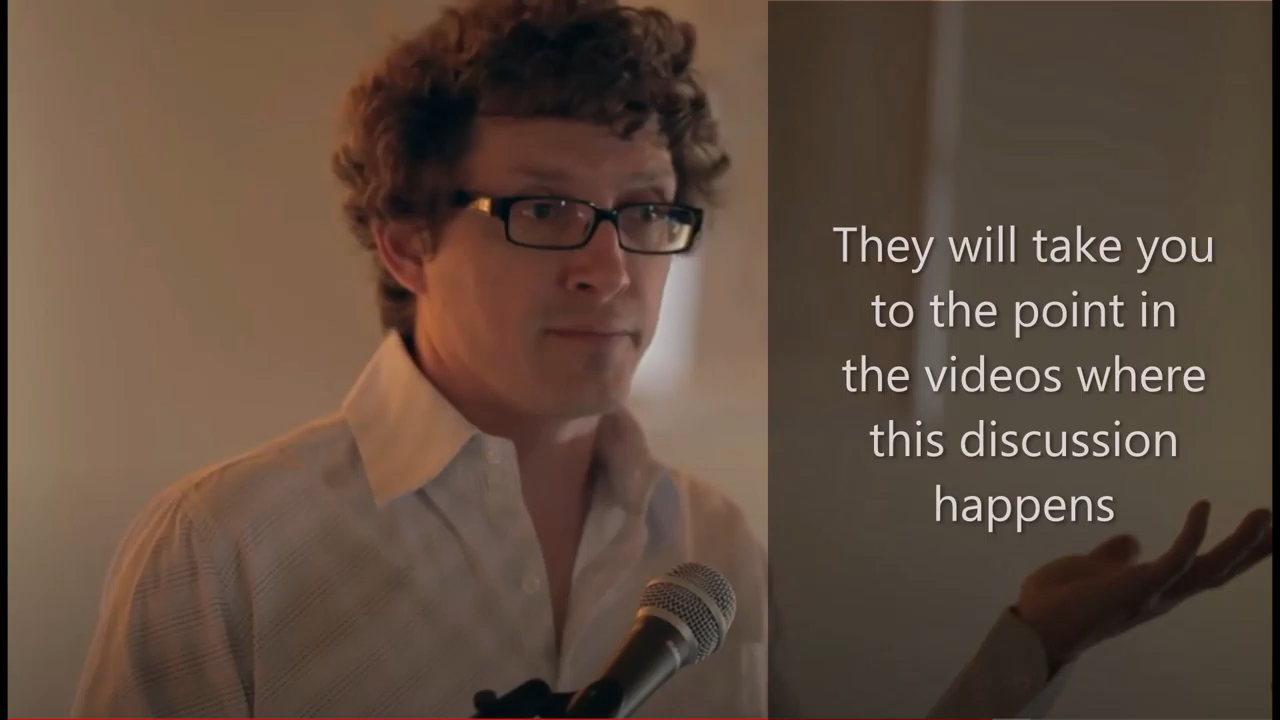 They will take you
to the point in
the videos where
this discussion
happens